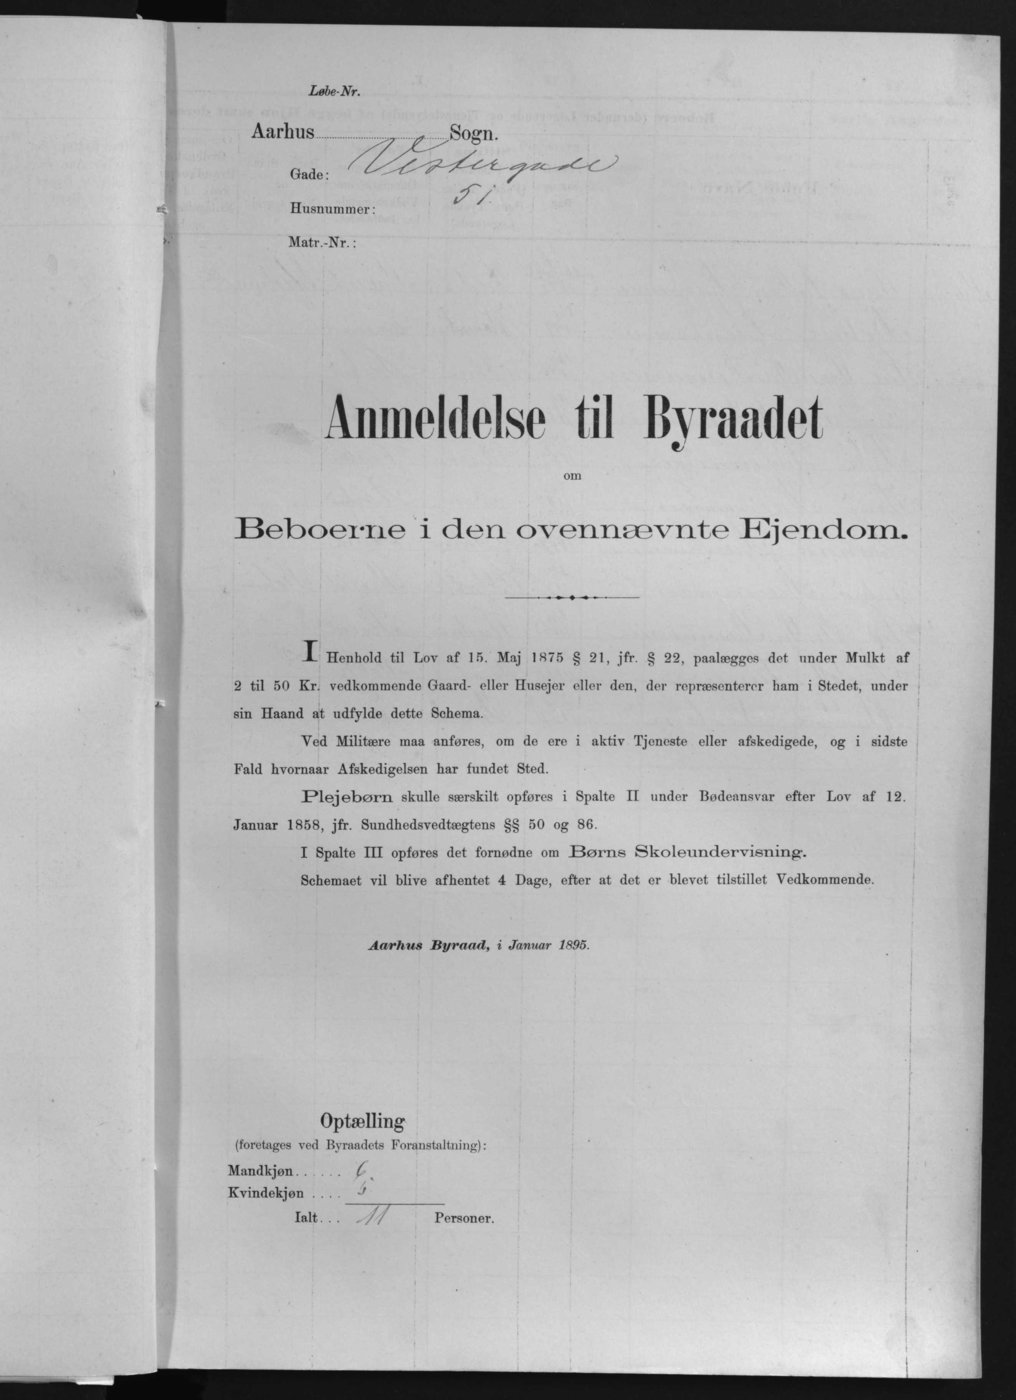 Løbe-Nr.
Aarhus Sogn.
Gade: Vestergade
Husnummer: 51
Matr.-Nr.:
Anmeldelse til Byraadet
om
Beboerne i den ovennævnte Ejendom.
I Henhold til Lov af 15. Maj 1875 § 21, jfr. § 22, paalægges det under Mulkt af
2 til 50 Kr. vedkommende Gaard- eller Husejer eller den, der repræsenterer ham i Stedet, under
sin Haand at udfylde dette Schema.
Ved Militære maa anføres, om de ere i aktiv Tjeneste eller afskedigede, og i sidste
Fald hvornaar Afskedigelsen har fundet Sted.
Plejebørn skulle særskilt opføres i Spalte II under Bødeansvar efter Lov af 12.
Januar 1858, jfr. Sundhedsvedtægtens §§ 50 og 86.
I Spalte III opføres det fornødne om Børns Skoleundervisning.
Schemaet vil blive afhentet 4 Dage, efter at det er blevet tilstillet Vedkommende.
Aarhus Byraad, i Januar 1895.
Optælling
(foretages ved Byraadets Foranstaltning):
Mandkjøn...... 6
Kvindekjøn .... 5
Ialt... 11 Personer.